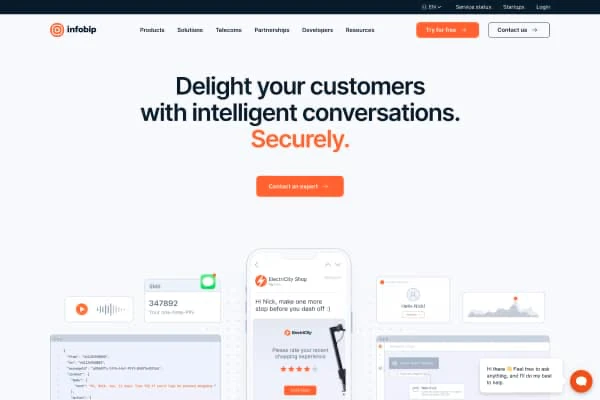 EN
Service status
Startups
Login
infobip
Products
Solutions
Telecoms
Partnerships
Developers
Resources
Try for free →
Contact us →
Delight your customers
with intelligent conversations.
Securely.
Contact an expert →
ElectriCity Shop
SMS
347892
Your one-time-PIN
Hi Nick, make one more
step before you dash off :)
Hello Nick!
ElectriCity
Please rate your recent
shopping experience
Hi there 👋 Feel free to ask
anything, and I'll do my best
to help.